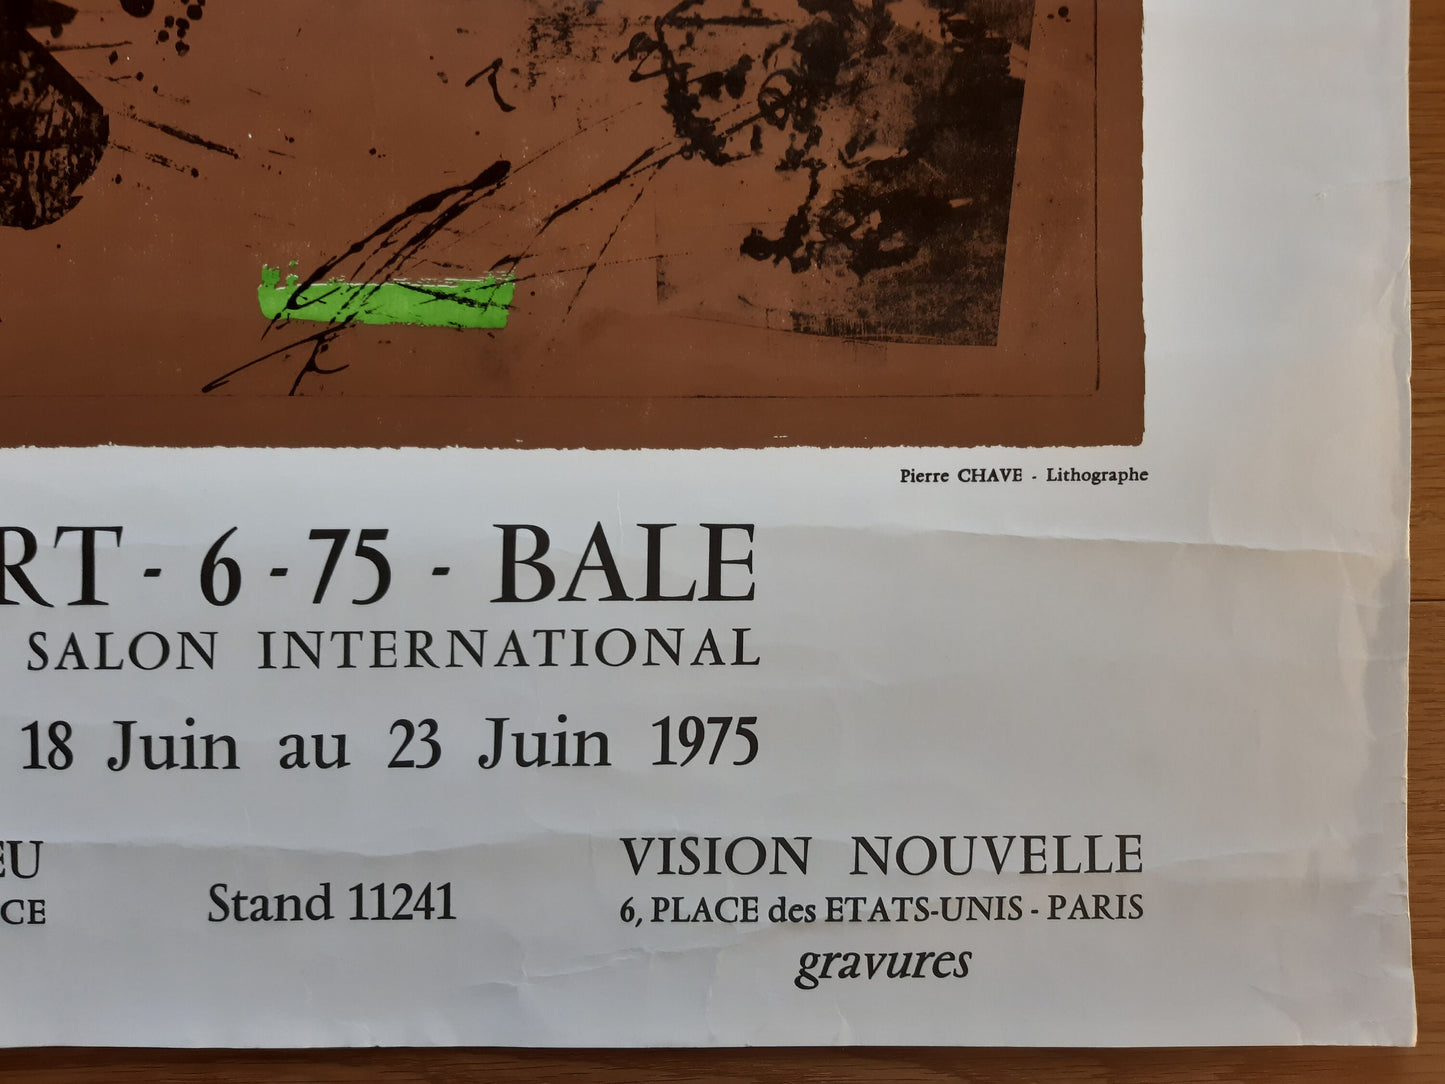 Pierre CHAVE - Lithographe
RT - 6 - 75 - BALE
SALON INTERNATIONAL
18 Juin au 23 Juin 1975
EU
CE
Stand 11241
VISION NOUVELLE
6, PLACE des ETATS-UNIS - PARIS
gravures